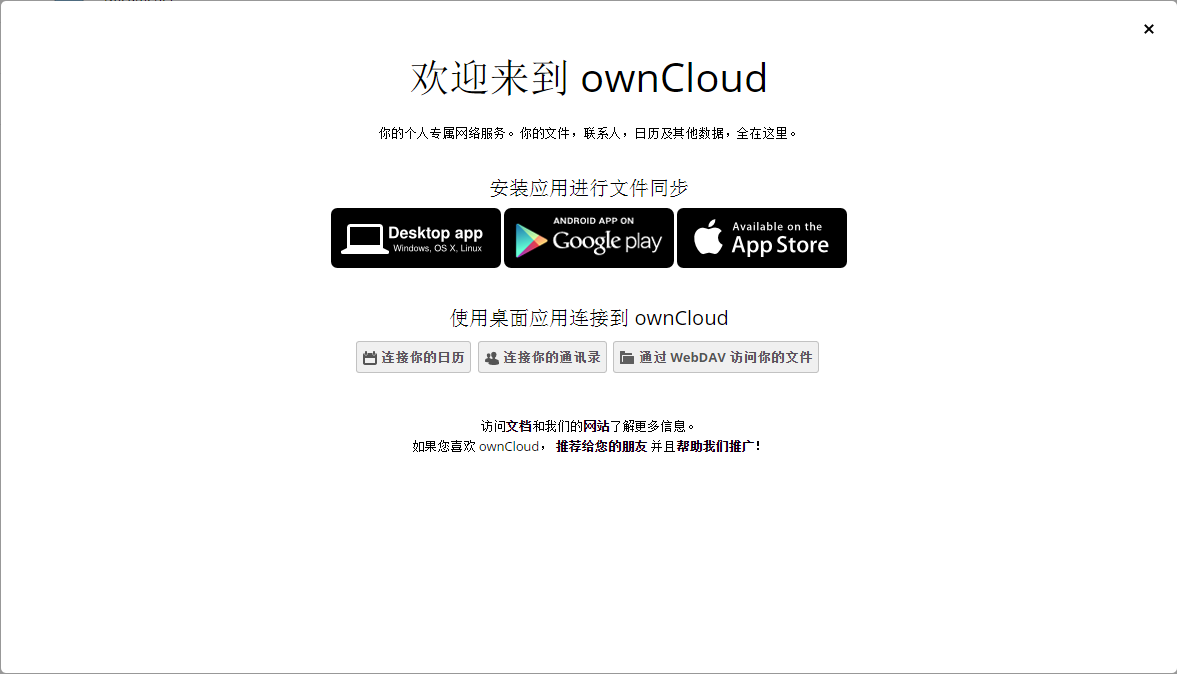 ×
欢迎来到 ownCloud
你的个人专属网络服务。你的文件，联系人，日历及其他数据，全在这里。
安装应用进行文件同步
Desktop app
Windows, OS X, Linux
ANDROID APP ON
Google play
Available on the
App Store
使用桌面应用连接到 ownCloud
连接你的日历 连接你的通讯录 通过 WebDAV 访问你的文件
访问文档和我们的网站了解更多信息。
如果您喜欢 ownCloud， 推荐给您的朋友 并且帮助我们推广!